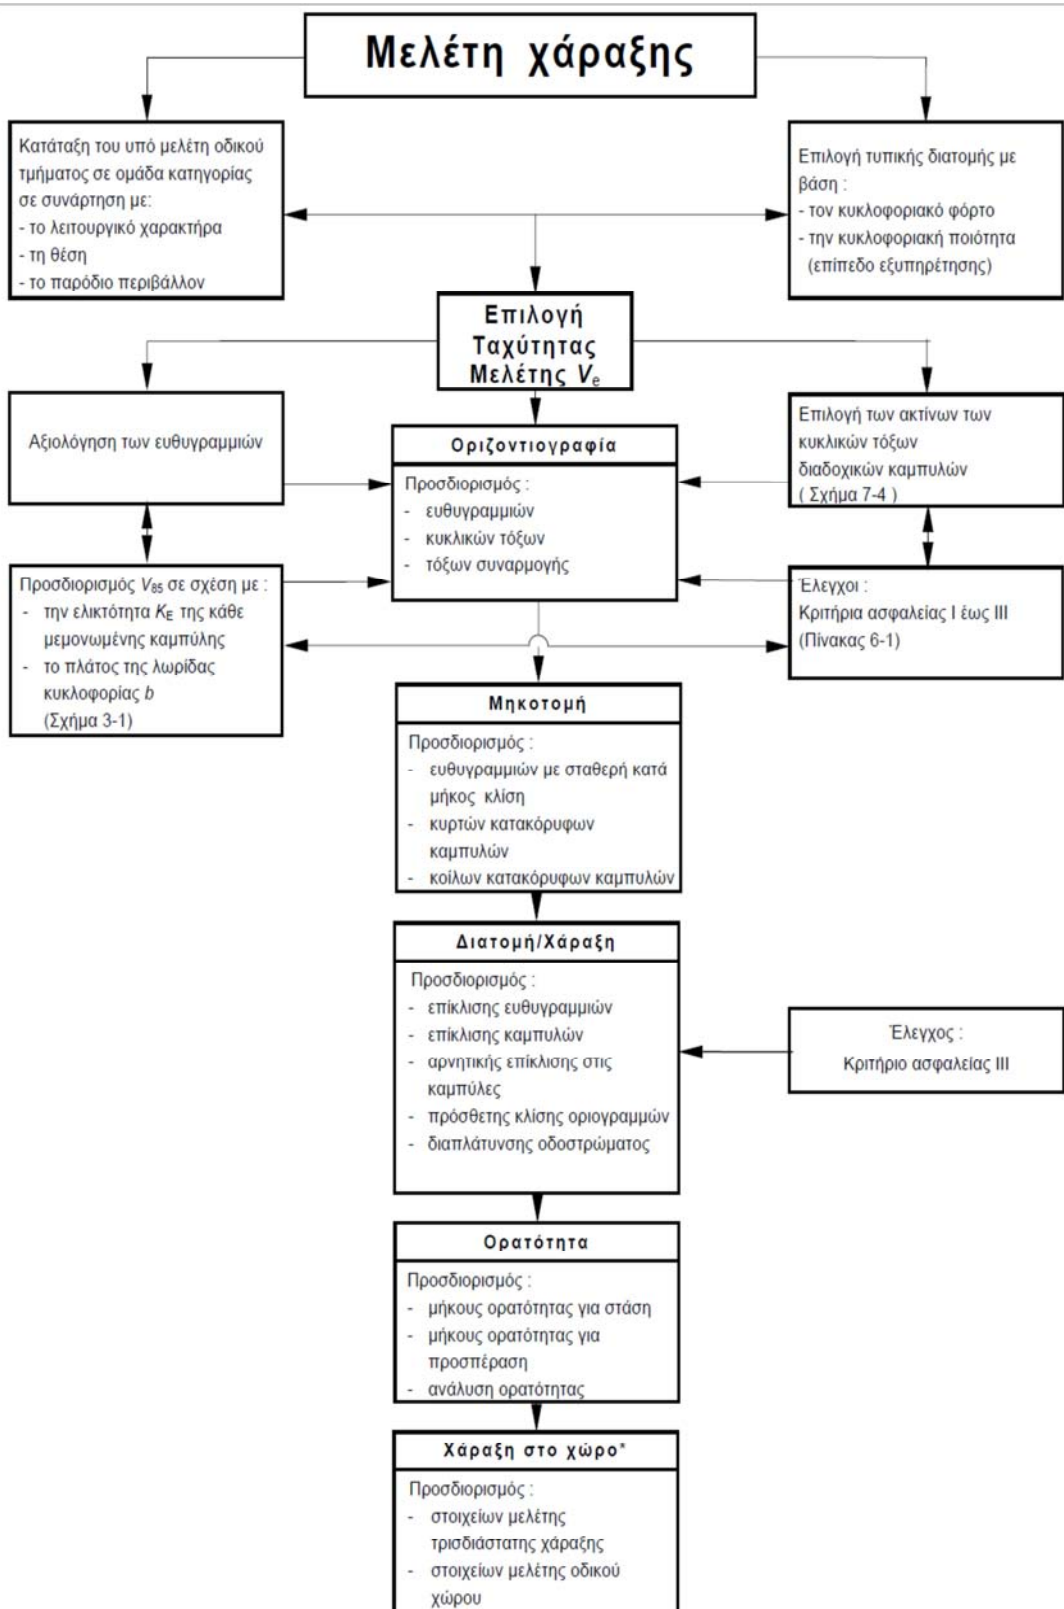 Μελέτη χάραξης
Κατάταξη του υπό μελέτη οδικού
τμήματος σε ομάδα κατηγορίας
σε συνάρτηση με:
- το λειτουργικό χαρακτήρα
- τη θέση
- το παρόδιο περιβάλλον
Επιλογή τυπικής διατομής με
βάση :
- τον κυκλοφοριακό φόρτο
- την κυκλοφοριακή ποιότητα
(επίπεδο εξυπηρέτησης)
Επιλογή
Ταχύτητας
Μελέτης Ve
Αξιολόγηση των ευθυγραμμιών
Οριζοντιογραφία
Προσδιορισμός :
- ευθυγραμμιών
- κυκλικών τόξων
- τόξων συναρμογής
Επιλογή των ακτίνων των
κυκλικών τόξων
διαδοχικών καμπυλών
( Σχήμα 7-4 )
Προσδιορισμός V85 σε σχέση με :
- την ελικτότητα KE της κάθε
μεμονωμένης καμπύλης
- το πλάτος της λωρίδας
κυκλοφορίας b
(Σχήμα 3-1)
Έλεγχοι :
Κριτήρια ασφαλείας I έως III
(Πίνακας 6-1)
Μηκοτομή
Προσδιορισμός :
- ευθυγραμμιών με σταθερή κατά
μήκος κλίση
- κυρτών κατακόρυφων
καμπυλών
- κοίλων κατακόρυφων καμπυλών
Διατομή/Χάραξη
Προσδιορισμός :
- επίκλισης ευθυγραμμιών
- επίκλισης καμπυλών
- αρνητικής επίκλισης στις
καμπύλες
- πρόσθετης κλίσης οριογραμμών
- διαπλάτυνσης οδοστρώματος
Έλεγχος :
Κριτήριο ασφαλείας III
Ορατότητα
Προσδιορισμός :
- μήκους ορατότητας για στάση
- μήκους ορατότητας για
προσπέραση
- ανάλυση ορατότητας
Χάραξη στο χώρο*
Προσδιορισμός :
- στοιχείων μελέτης
τρισδιάστατης χάραξης
- στοιχείων μελέτης οδικού
χώρου